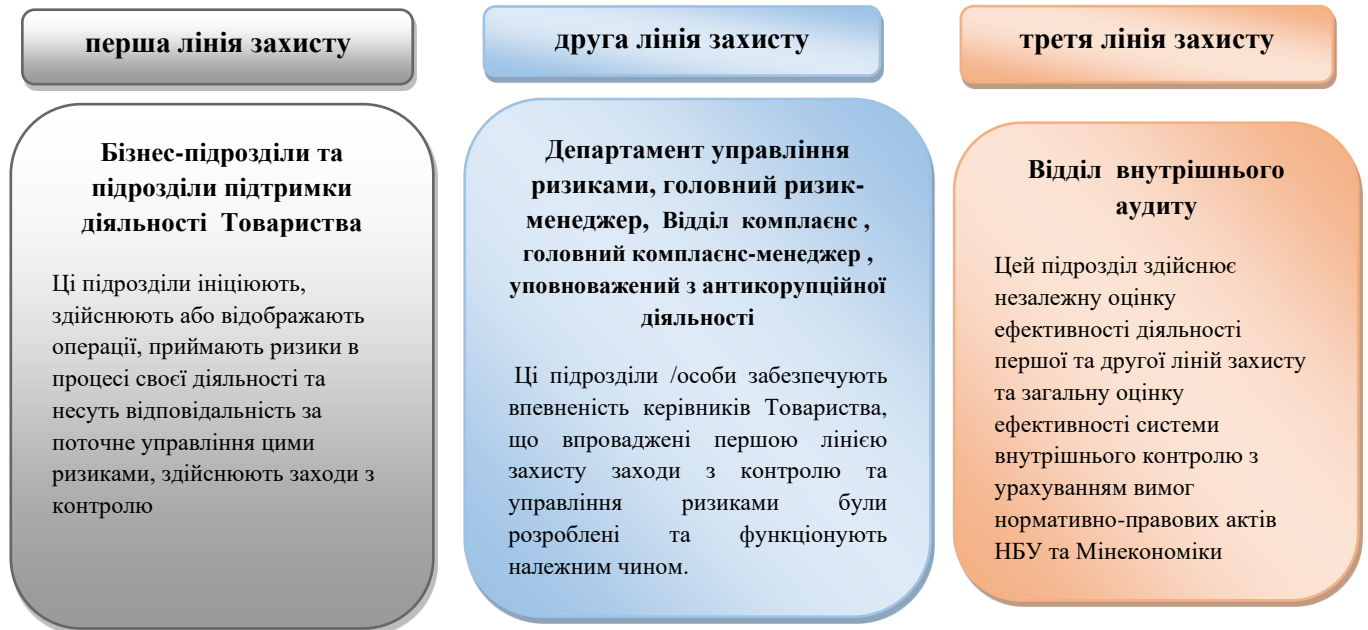 перша лінія захисту
Бізнес-підрозділи та
підрозділи підтримки
діяльності Товариства
Ці підрозділи ініціюють,
здійснюють або відображають
операції, приймають ризики в
процесі своєї діяльності та
несуть відповідальність за
поточне управління цими
ризиками, здійснюють заходи з
контролю
друга лінія захисту
Департамент управління
ризиками, головний ризик-
менеджер, Відділ комплаєнс ,
головний комплаєнс-менеджер ,
уповноважений з антикорупційної
діяльності
Ці підрозділи /особи забезпечують
впевненість керівників Товариства,
що впроваджені першою лінією
захисту заходи з контролю та
управління ризиками були
розроблені та функціонують
належним чином.
третя лінія захисту
Відділ внутрішнього
аудиту
Цей підрозділ здійснює
незалежну оцінку
ефективності діяльності
першої та другої ліній захисту
та загальну оцінку
ефективності системи
внутрішнього контролю з
урахуванням вимог
нормативно-правових актів
НБУ та Мінекономіки